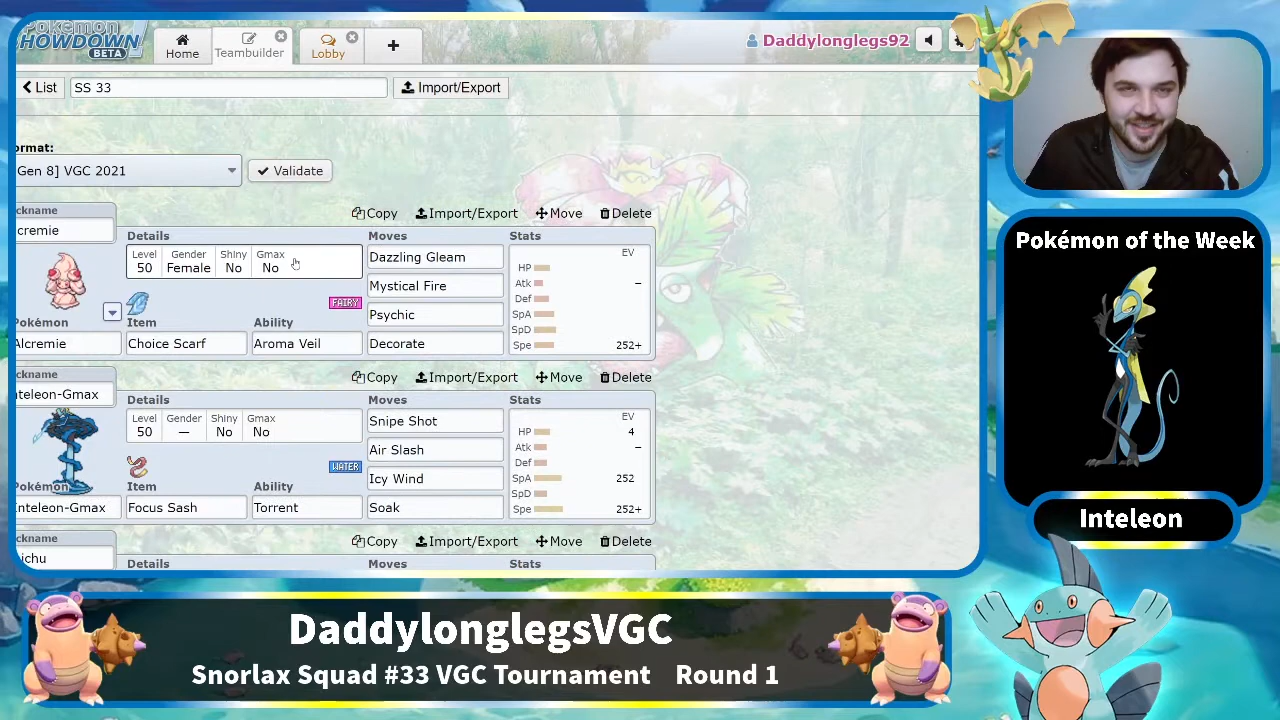 Pokémon
HOWDOWN
BETA
Home
Teambuilder
Lobby
+
Daddylonglegs92
List
SS 33
Import/Export
ormat:
Gen 8] VGC 2021
Validate
ckname
Copy Import/Export Move Delete
cremie
Details
Moves
Stats
Level Gender Shiny Gmax
50 Female No No
Dazzling Gleam
Mystical Fire
Psychic
Decorate
EV
HP
Atk –
Def
SpA
SpD
Spe 252+
FAIRY
Pokémon Item Ability
Alcremie Choice Scarf Aroma Veil
ckname
Copy Import/Export Move Delete
nteleon-Gmax
Details
Moves
Stats
Level Gender Shiny Gmax
50 — No No
Snipe Shot
Air Slash
Icy Wind
Soak
EV
HP 4
Atk –
Def
SpA 252
SpD
Spe 252+
WATER
Pokémon Item Ability
Inteleon-Gmax Focus Sash Torrent
ckname
Copy Import/Export Move Delete
ichu
Details
Moves
Stats
Pokémon of the Week
Inteleon
DaddylonglegsVGC
Snorlax Squad #33 VGC Tournament Round 1